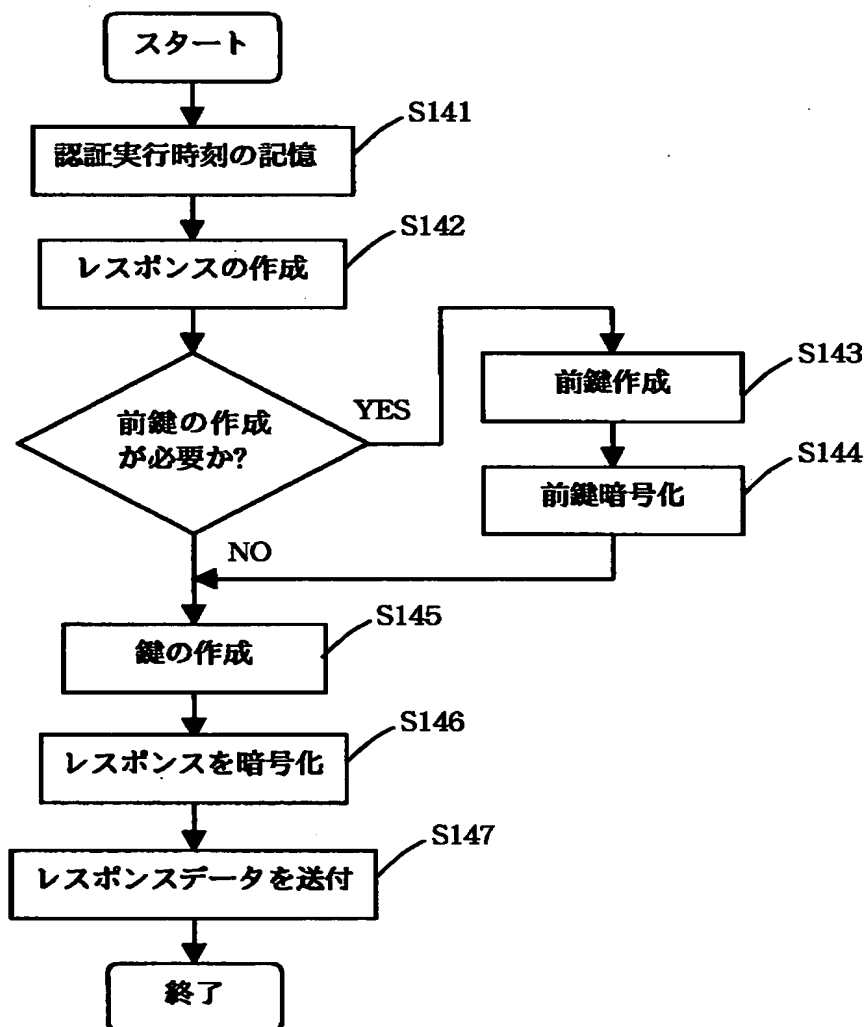 スタート
S141
認証実行時刻の記憶
S142
レスポンスの作成
前鍵の作成
が必要か?
YES
S143
前鍵作成
S144
前鍵暗号化
NO
S145
鍵の作成
S146
レスポンスを暗号化
S147
レスポンスデータを送付
終了